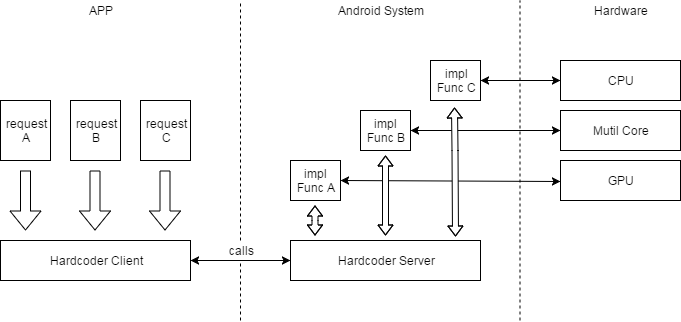 APP
Android System
Hardware
impl
Func C
CPU
request
A
request
B
request
C
impl
Func B
Mutil Core
impl
Func A
GPU
calls
Hardcoder Client
Hardcoder Server